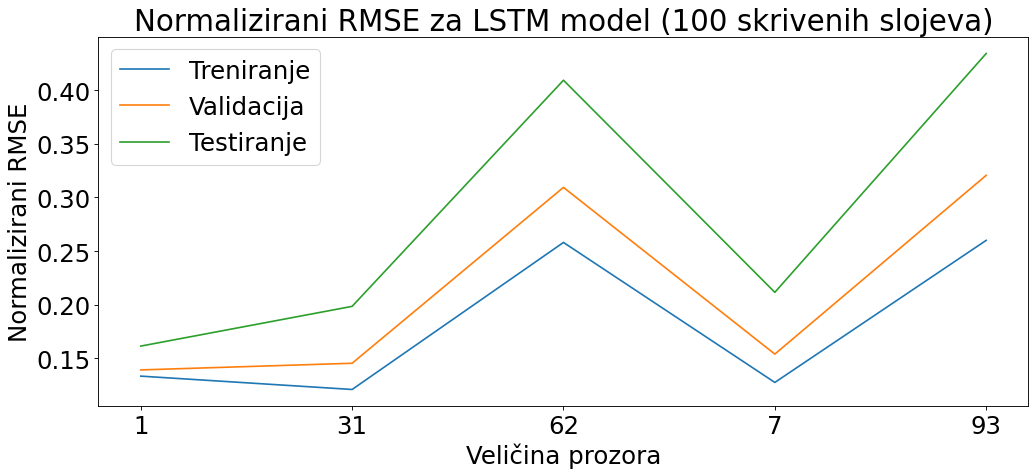 Normalizirani RMSE za LSTM model (100 skrivenih slojeva)
Treniranje
Validacija
Testiranje
Normalizirani RMSE
0.40
0.35
0.30
0.25
0.20
0.15
1 31 62 7 93
Veličina prozora